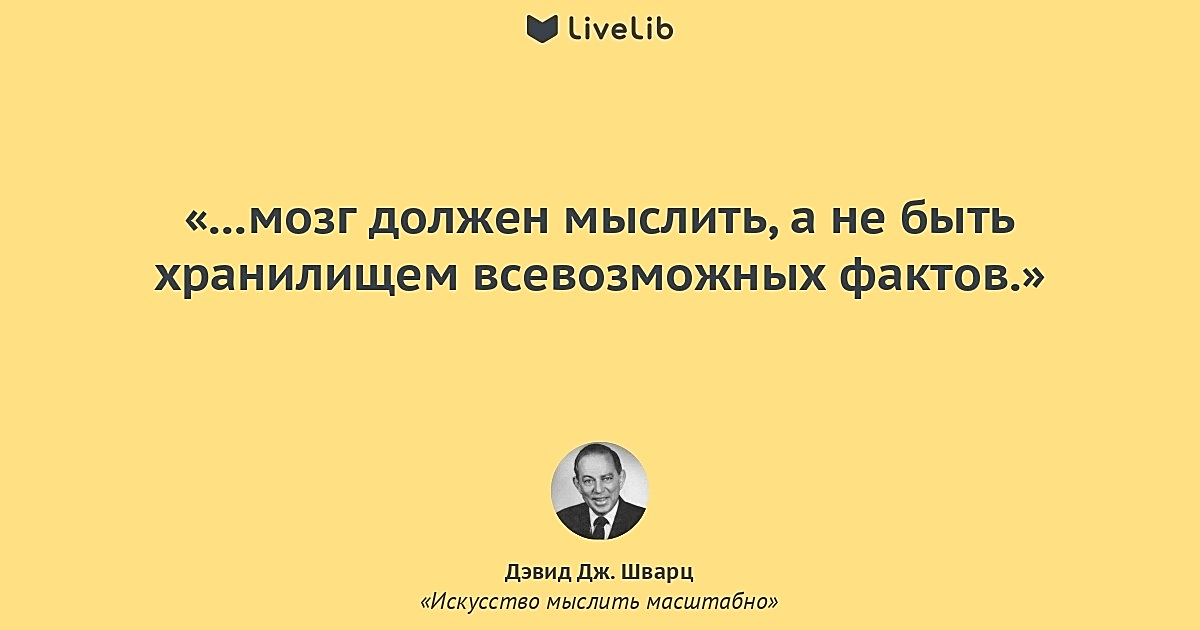 LiveLib
«...мозг должен мыслить, а не быть
хранилищем всевозможных фактов.»
Дэвид Дж. Шварц
«Искусство мыслить масштабно»